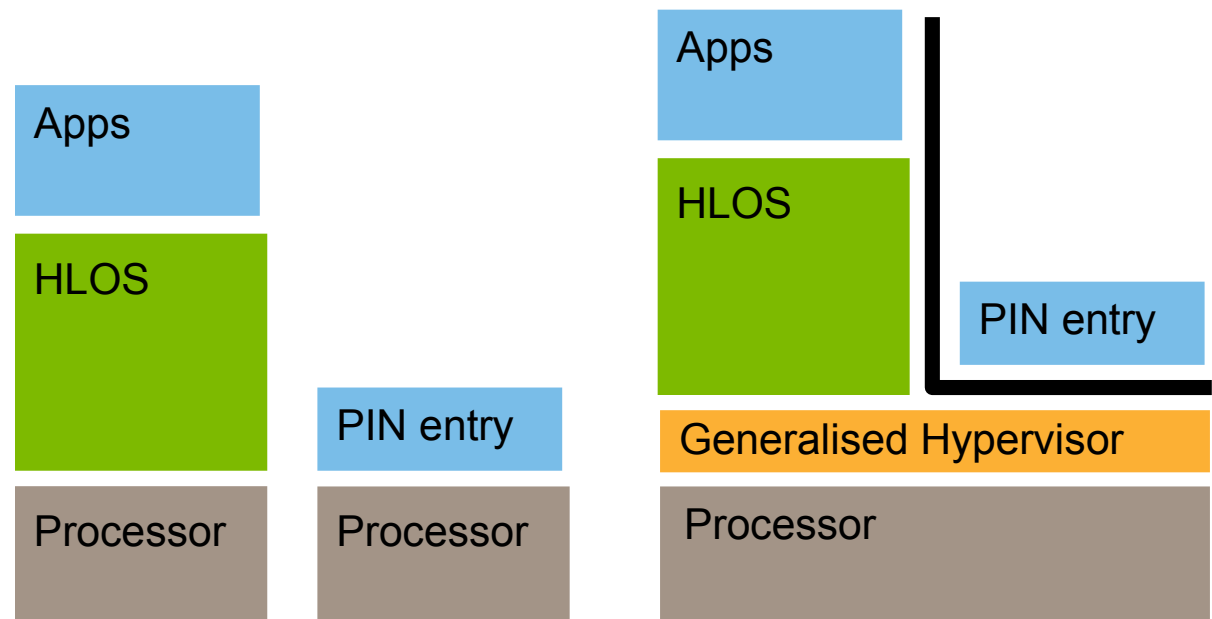 Apps
HLOS
PIN entry
Processor
Processor
Apps
HLOS
PIN entry
Generalised Hypervisor
Processor